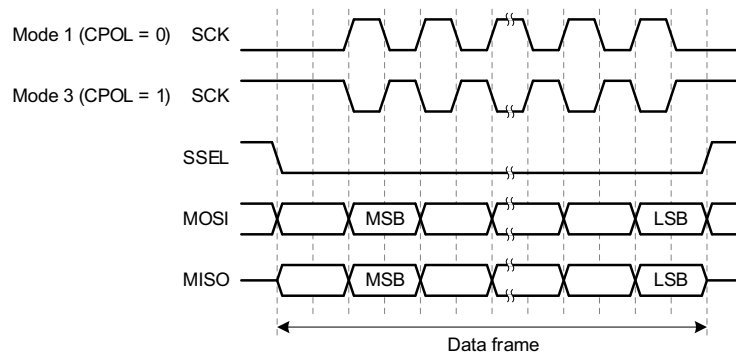 Mode 1 (CPOL = 0) SCK
Mode 3 (CPOL = 1) SCK
SSEL
MOSI MSB LSB
MISO MSB LSB
Data frame